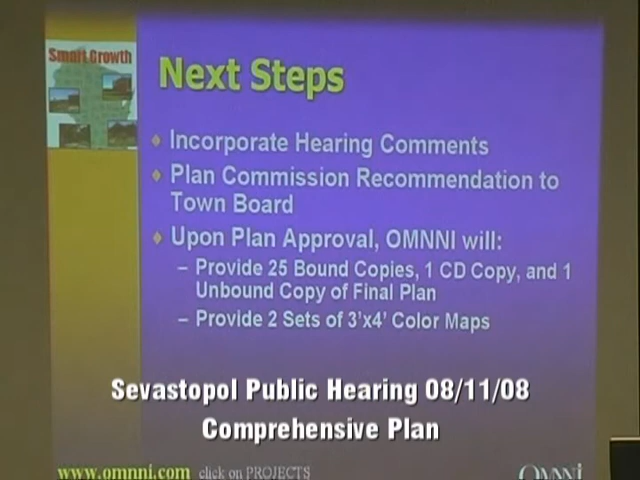 Smart Growth
Next Steps
Incorporate Hearing Comments
Plan Commission Recommendation to
Town Board
Upon Plan Approval, OMNNI will:
– Provide 25 Bound Copies, 1 CD Copy, and 1
Unbound Copy of Final Plan
– Provide 2 Sets of 3'x4' Color Maps
Sevastopol Public Hearing 08/11/08
Comprehensive Plan
www.omnni.com click on PROJECTS
OMNNI